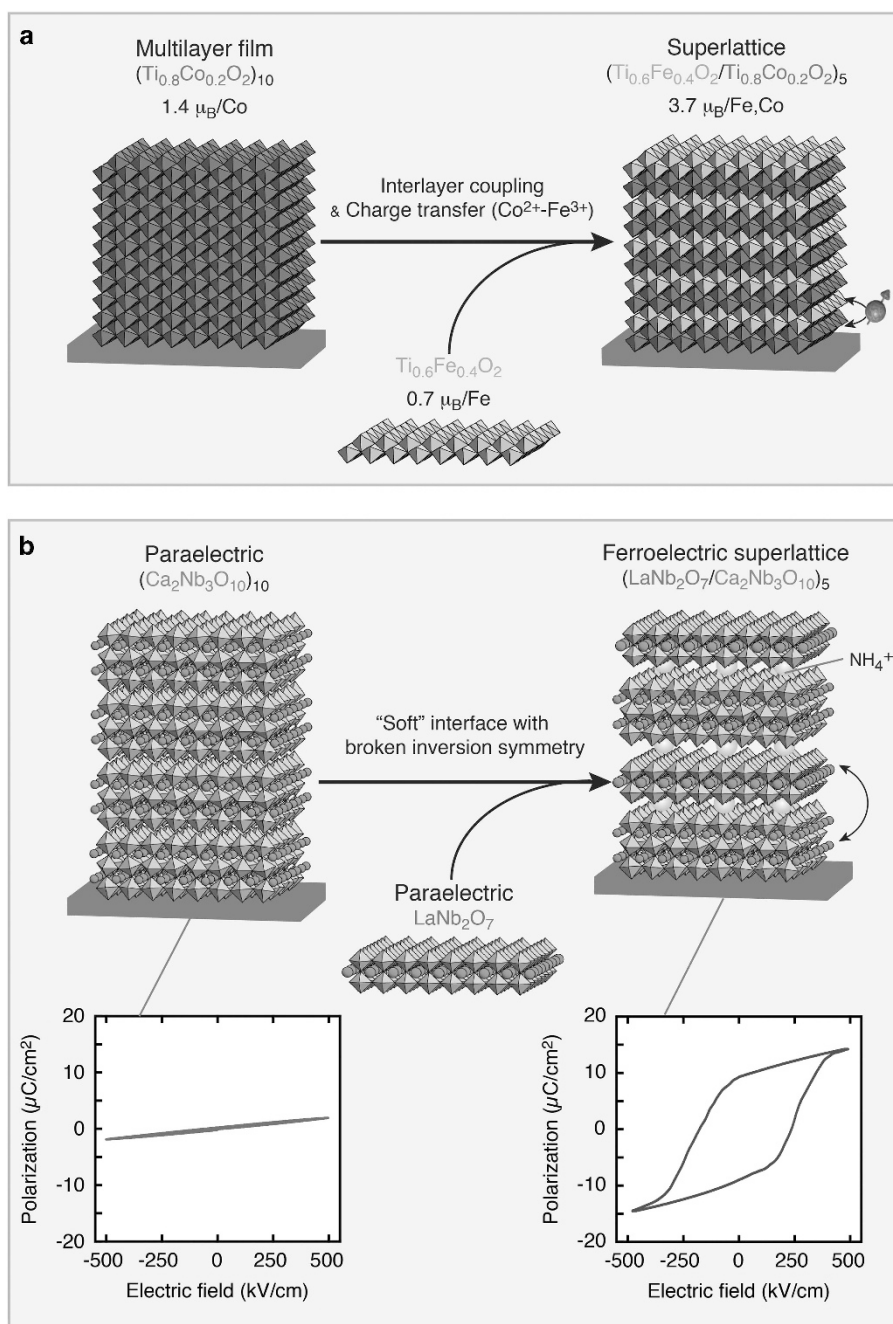 a
Multilayer film
(Ti0.8Co0.2O2)10
1.4 μB/Co
Superlattice
(Ti0.6Fe0.4O2/Ti0.8Co0.2O2)5
3.7 μB/Fe,Co
Interlayer coupling
& Charge transfer (Co2+-Fe3+)
Ti0.6Fe0.4O2
0.7 μB/Fe
b
Paraelectric
(Ca2Nb3O10)10
Ferroelectric superlattice
(LaNb2O7/Ca2Nb3O10)5
NH4+
“Soft” interface with
broken inversion symmetry
Paraelectric
LaNb2O7
20
10
0
-10
-20
Polarization (μC/cm2)
-500 -250 0 250 500
Electric field (kV/cm)
20
10
0
-10
-20
Polarization (μC/cm2)
-500 -250 0 250 500
Electric field (kV/cm)